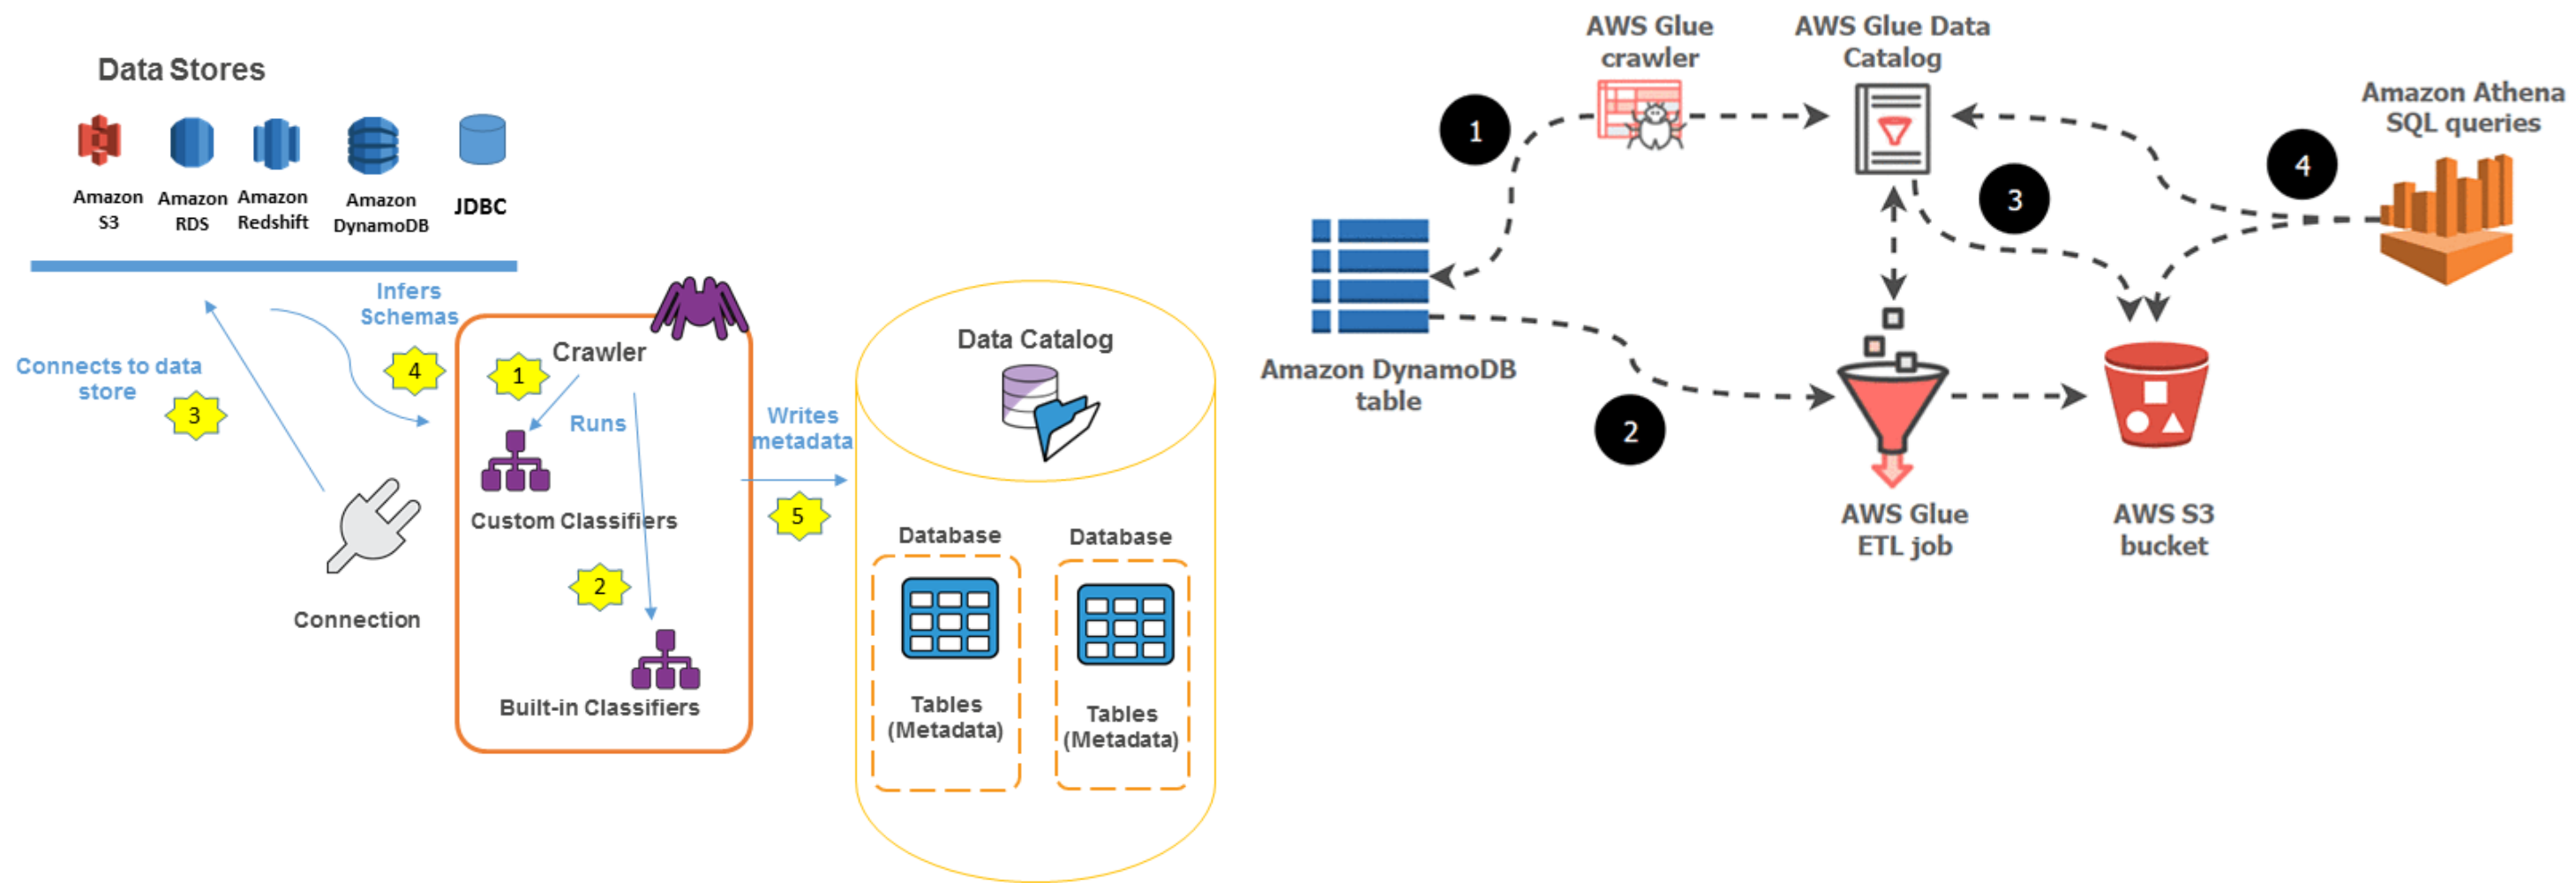 Data Stores
Amazon
S3
Amazon
RDS
Amazon
Redshift
Amazon
DynamoDB
JDBC
Infers
Schemas
4
Connects to data
store
3
Connection
Crawler
1
Runs
Custom Classifiers
2
Built-in Classifiers
Writes
metadata
5
Data Catalog
Database
Tables
(Metadata)
Database
Tables
(Metadata)
AWS Glue
crawler
AWS Glue Data
Catalog
Amazon Athena
SQL queries
1
3
4
Amazon DynamoDB
table
2
AWS Glue
ETL job
AWS S3
bucket